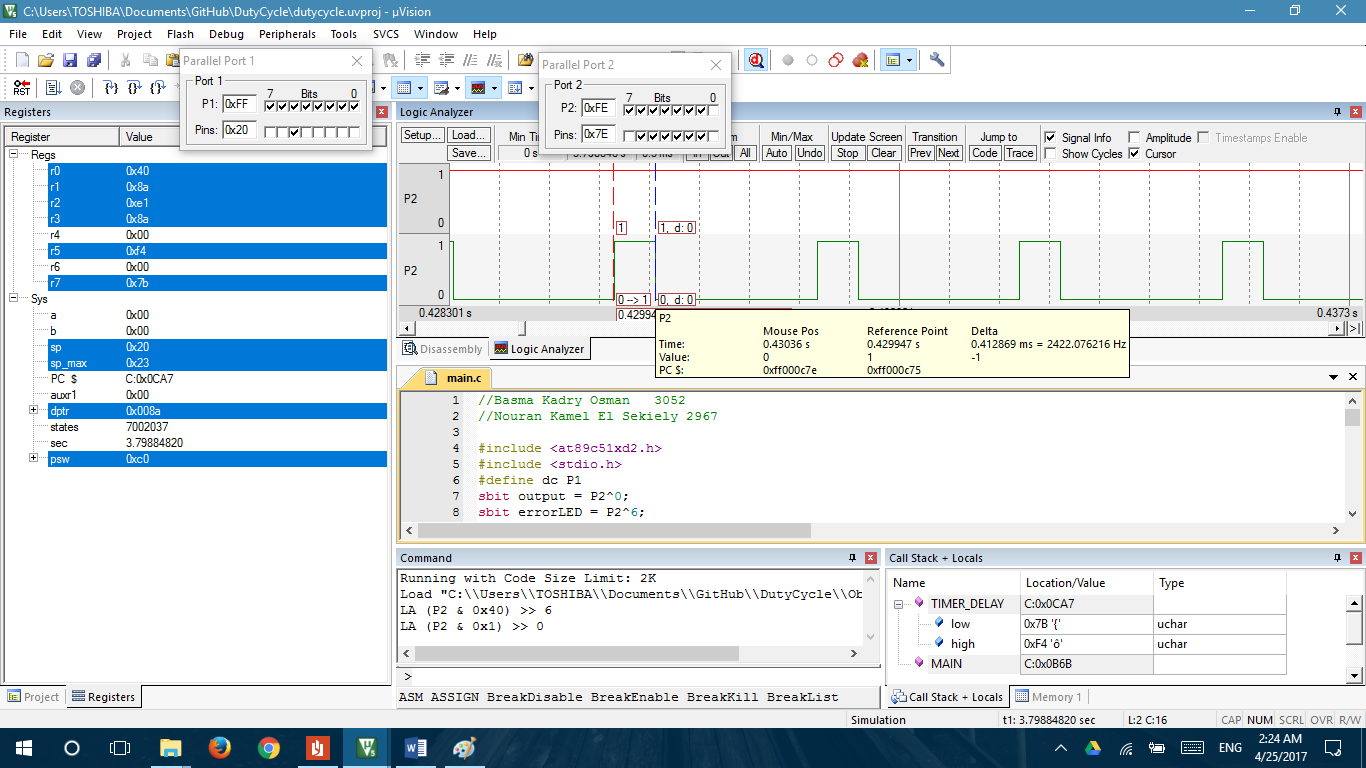 C:\Users\TOSHIBA\Documents\GitHub\DutyCycle\dutycycle.uvproj - µVision
File Edit View Project Flash Debug Peripherals Tools SVCS Window Help
Parallel Port 1
Port 1
7 Bits 0
P1: 0xFF
Pins: 0x20
Parallel Port 2
Port 2
7 Bits 0
P2: 0xFE
Pins: 0x7E
RST
Registers
Register Value
Regs
r0 0x40
r1 0x8a
r2 0xe1
r3 0x8a
r4 0x00
r5 0xf4
r6 0x00
r7 0x7b
Sys
a 0x00
b 0x00
sp 0x20
sp_max 0x23
PC $ C:0x0CA7
auxr1 0x00
dptr 0x008a
states 7002037
sec 3.79884820
psw 0xc0
Project Registers
Logic Analyzer
Setup... Load... Min Min/Max Update Screen Transition Jump to Signal Info Amplitude Timestamps Enable
Save... 0 s All Auto Undo Stop Clear Prev Next Code Trace Show Cycles Cursor
1
P2
0
1 1, d: 0
1
P2
0
0 --> 1 0, d: 0
0.428301 s 0.42994 0.4373 s
P2
Mouse Pos Reference Point Delta
Time: 0.43036 s 0.429947 s 0.412869 ms = 2422.076216 Hz
Value: 0 1 -1
PC $: 0xff000c7e 0xff000c75
Disassembly Logic Analyzer
main.c
1 //Basma Kadry Osman 3052
2 //Nouran Kamel El Sekiely 2967
3
4 #include <at89c51xd2.h>
5 #include <stdio.h>
6 #define dc P1
7 sbit output = P2^0;
8 sbit errorLED = P2^6;
Command
Running with Code Size Limit: 2K
Load "C:\\Users\\TOSHIBA\\Documents\\GitHub\\DutyCycle\\Ob
LA (P2 & 0x40) >> 6
LA (P2 & 0x1) >> 0
>
ASM ASSIGN BreakDisable BreakEnable BreakKill BreakList
Call Stack + Locals
Name Location/Value Type
TIMER_DELAY C:0x0CA7
low 0x7B '{' uchar
high 0xF4 'ô' uchar
MAIN C:0x0B6B
Call Stack + Locals Memory 1
Simulation t1: 3.79884820 sec L:2 C:16 CAP NUM SCRL OVR R/W
ENG
2:24 AM
4/25/2017